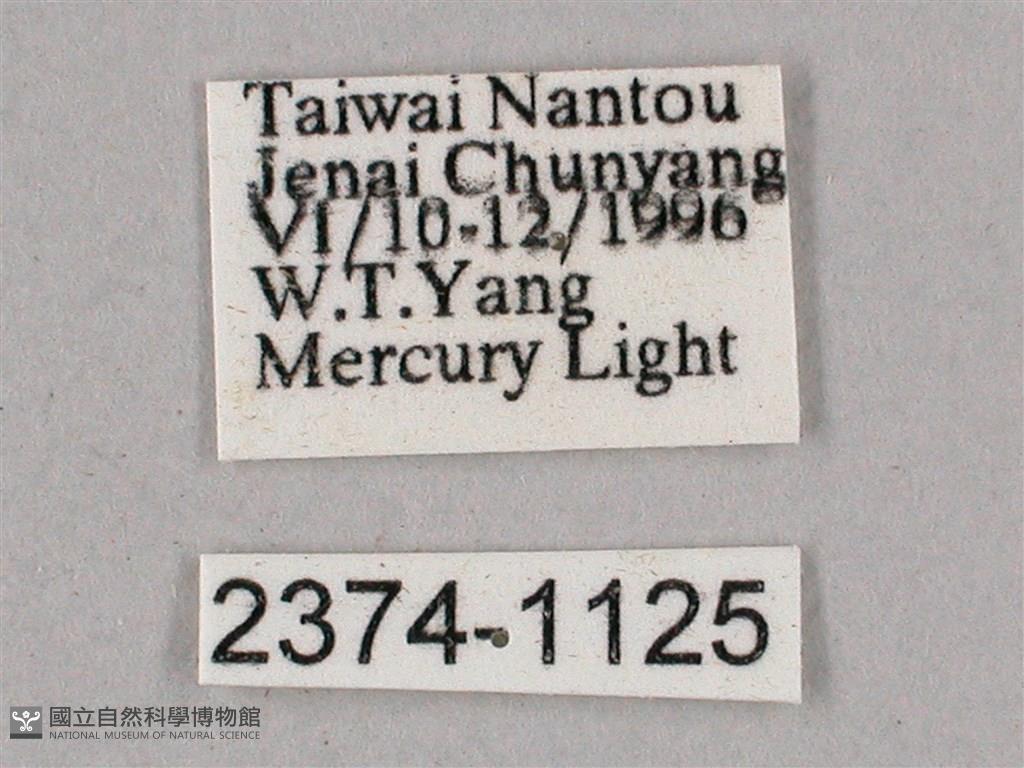 Taiwai Nantou
Jenai Chunyang
VI/10-12/1996
W.T.Yang
Mercury Light
2374-1125
國立自然科學博物館
NATIONAL MUSEUM OF NATURAL SCIENCE